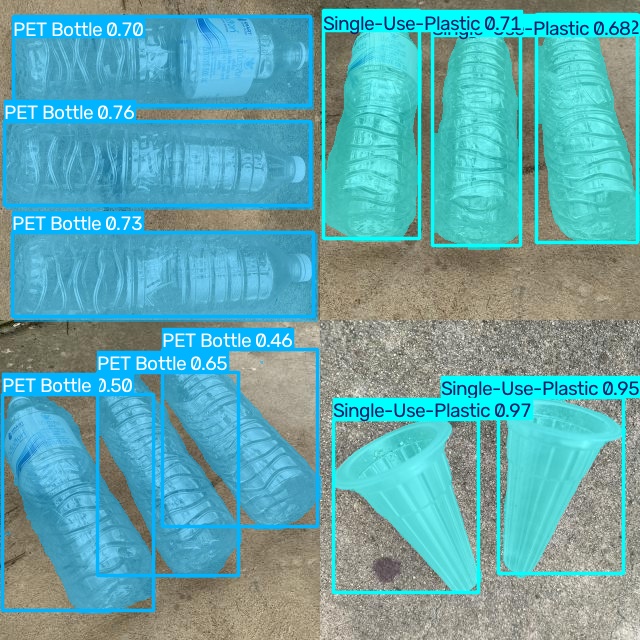 PET Bottle 0.70
PET Bottle 0.76
PET Bottle 0.73
Single-Use-Plastic 0.71
Single-Use-Plastic 0.682
PET Bottle 0.46
PET Bottle 0.65
PET Bottle 0.50
Single-Use-Plastic 0.95
Single-Use-Plastic 0.97